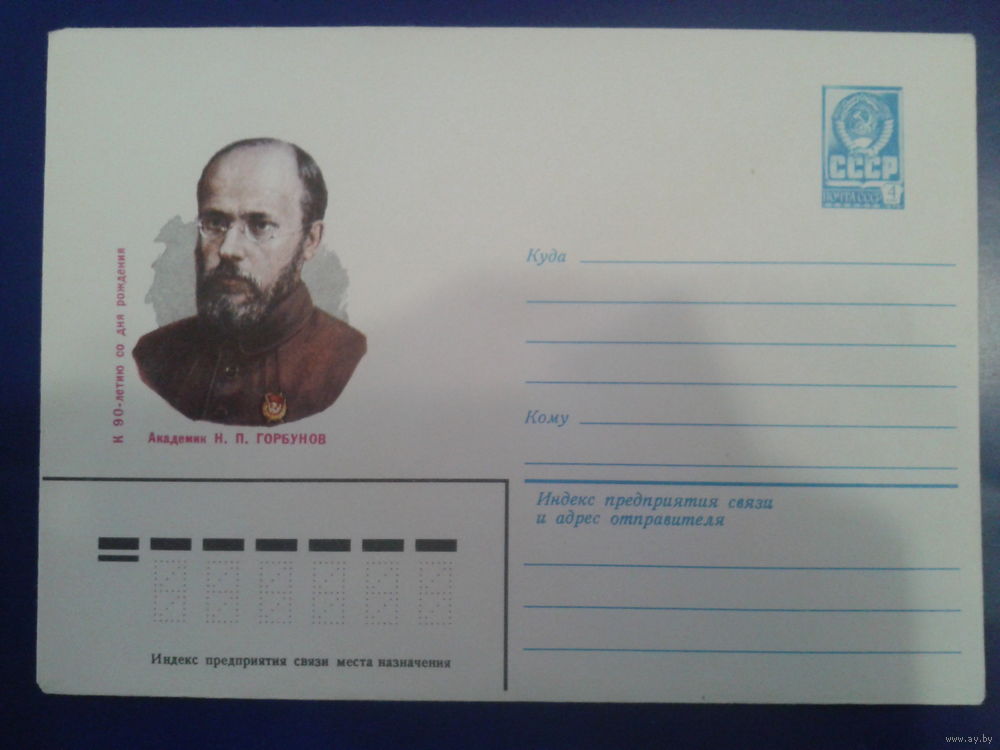 СССР
ПОЧТА СССР
4
К 90-летию со дня рождения
Академик Н. П. ГОРБУНОВ
Куда
Кому
Индекс предприятия связи
и адрес отправителя
Индекс предприятия связи места назначения
www.ay.by